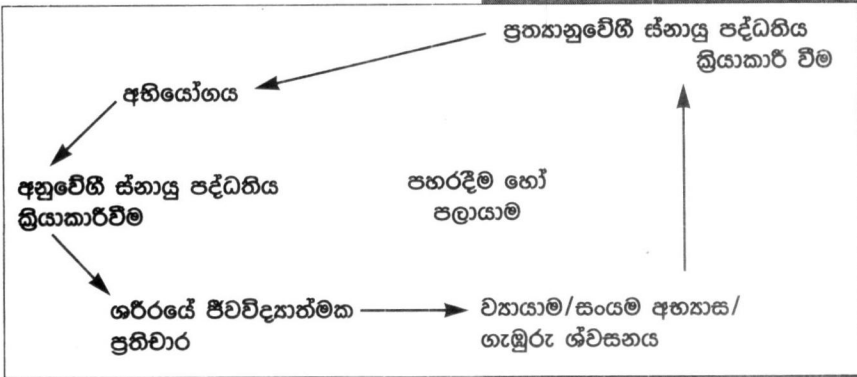 ප්‍රත්‍යානුවේගී ස්නායු පද්ධතිය
ක්‍රියාකාරී වීම
අභියෝගය
අනුවේගී ස්නායු පද්ධතිය
ක්‍රියාකාරීවීම
පහරදීම හෝ
පලායාම
ශරීරයේ ජීවවිද්‍යාත්මක
ප්‍රතිචාර
ව්‍යායාම/සංයම අභ්‍යාස/
ගැඹුරු ශ්වසනය